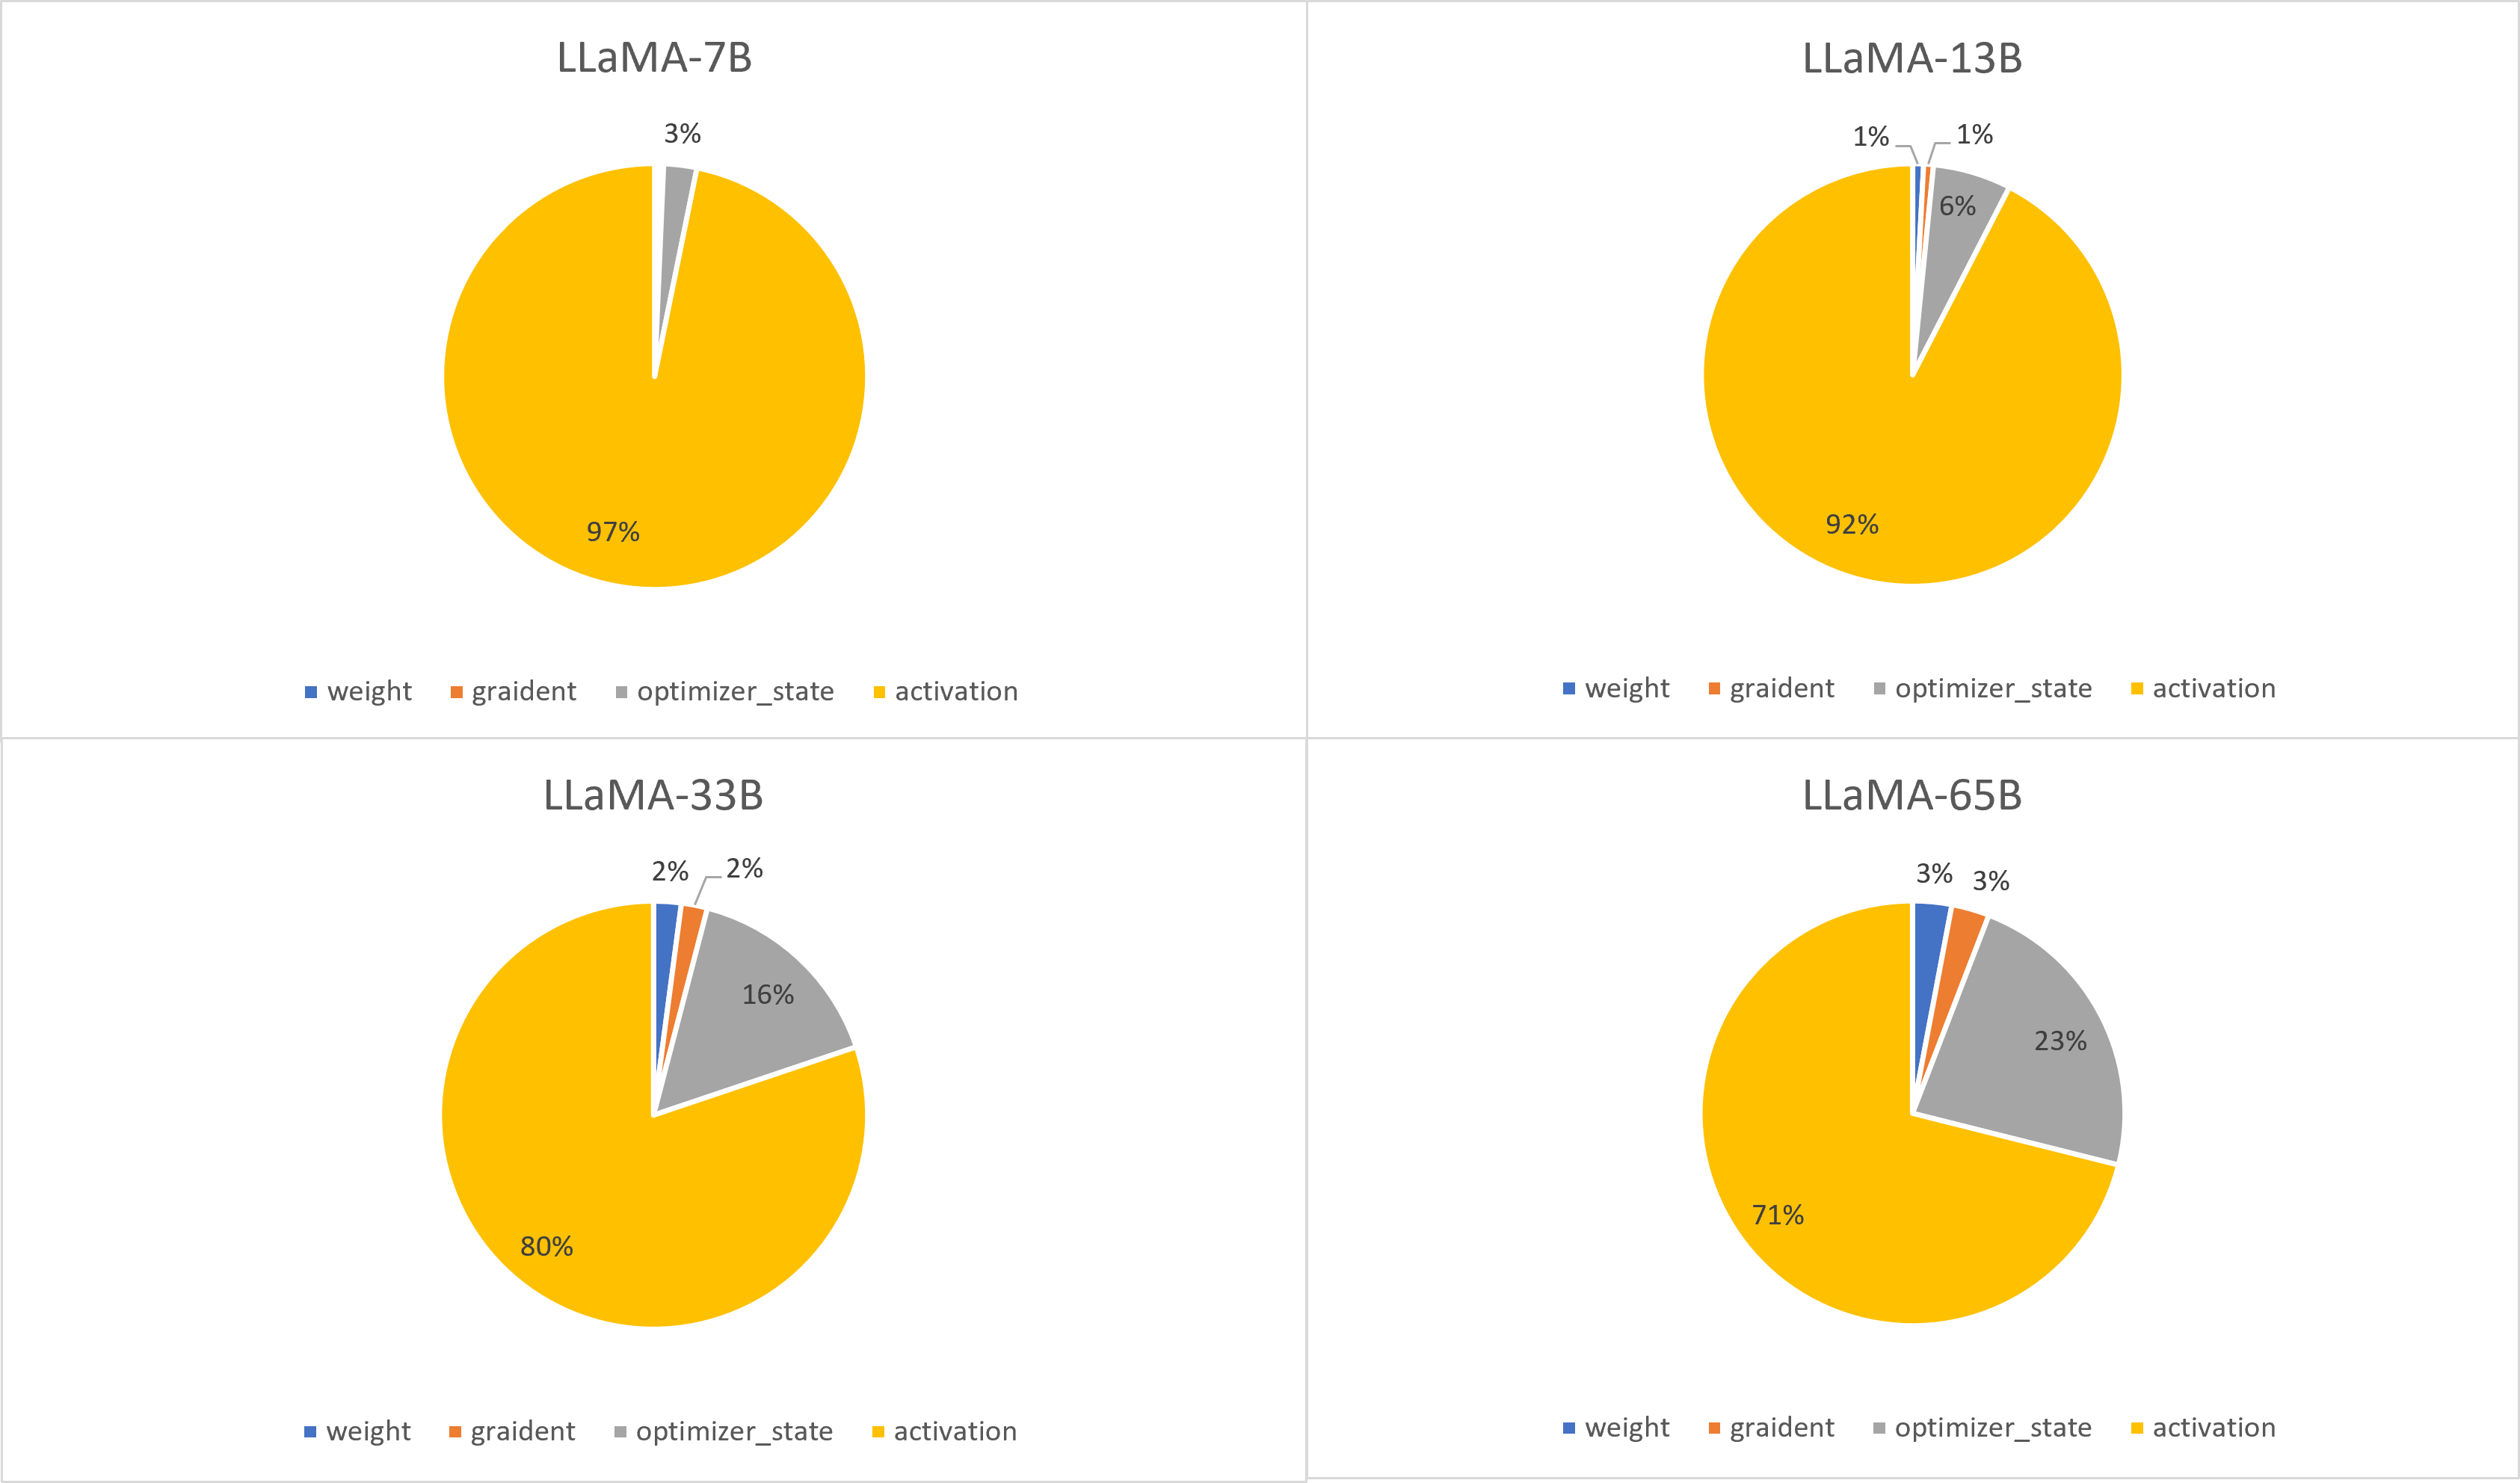 LLaMA-7B
3%
97%
weight graident optimizer_state activation
LLaMA-13B
1% 1%
6%
92%
weight graident optimizer_state activation
LLaMA-33B
2% 2%
16%
80%
weight graident optimizer_state activation
LLaMA-65B
3% 3%
23%
71%
weight graident optimizer_state activation